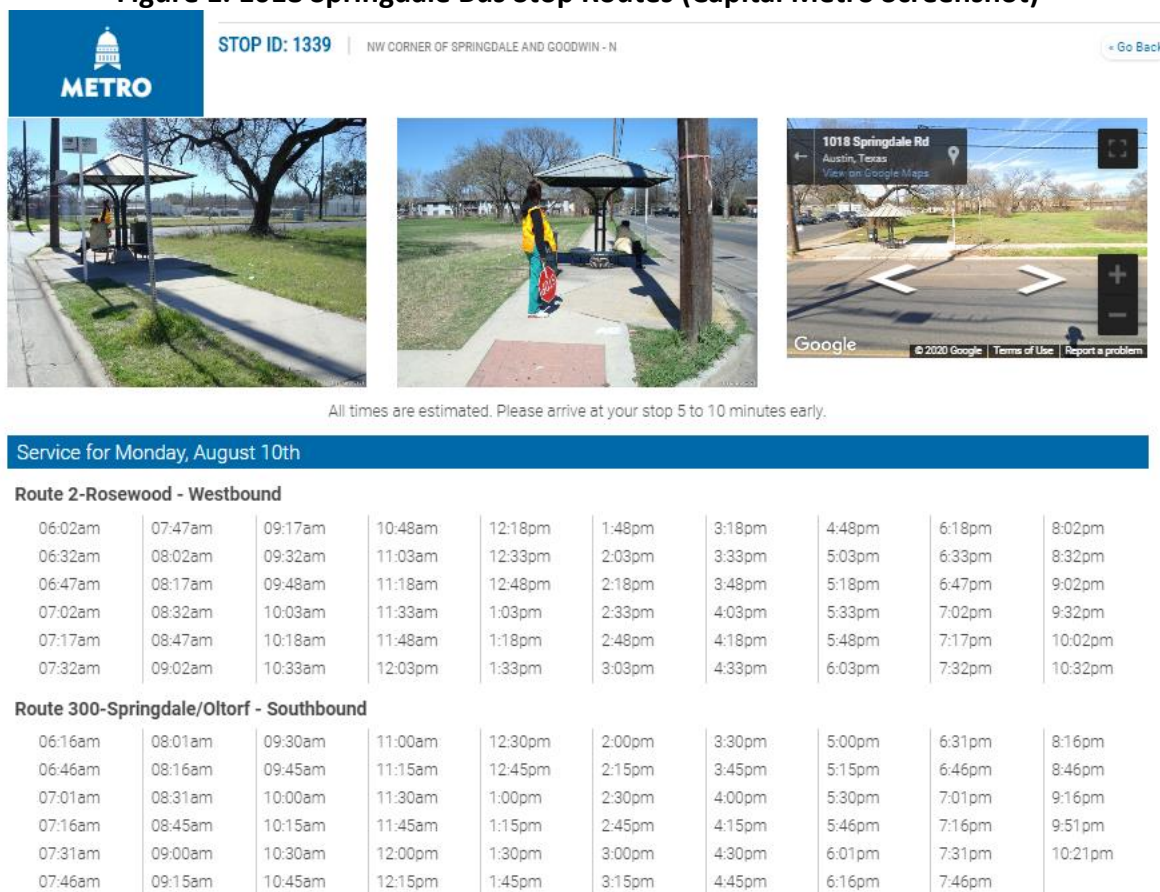 Figure 1: 2018 Springdale Bus Stop Routes (Capital Metro Screenshot)
METRO
STOP ID: 1339 | NW CORNER OF SPRINGDALE AND GOODWIN - N
« Go Back
1018 Springdale Rd
Austin, Texas
View on Google Maps
Google
© 2020 Google Terms of Use Report a problem
All times are estimated. Please arrive at your stop 5 to 10 minutes early.
Service for Monday, August 10th
Route 2-Rosewood - Westbound
06:02am 07:47am 09:17am 10:48am 12:18pm 1:48pm 3:18pm 4:48pm 6:18pm 8:02pm
06:32am 08:02am 09:32am 11:03am 12:33pm 2:03pm 3:33pm 5:03pm 6:33pm 8:32pm
06:47am 08:17am 09:48am 11:18am 12:48pm 2:18pm 3:48pm 5:18pm 6:47pm 9:02pm
07:02am 08:32am 10:03am 11:33am 1:03pm 2:33pm 4:03pm 5:33pm 7:02pm 9:32pm
07:17am 08:47am 10:18am 11:48am 1:18pm 2:48pm 4:18pm 5:48pm 7:17pm 10:02pm
07:32am 09:02am 10:33am 12:03pm 1:33pm 3:03pm 4:33pm 6:03pm 7:32pm 10:32pm
Route 300-Springdale/Oltorf - Southbound
06:16am 08:01am 09:30am 11:00am 12:30pm 2:00pm 3:30pm 5:00pm 6:31pm 8:16pm
06:46am 08:16am 09:45am 11:15am 12:45pm 2:15pm 3:45pm 5:15pm 6:46pm 8:46pm
07:01am 08:31am 10:00am 11:30am 1:00pm 2:30pm 4:00pm 5:30pm 7:01pm 9:16pm
07:16am 08:45am 10:15am 11:45am 1:15pm 2:45pm 4:15pm 5:46pm 7:16pm 9:51pm
07:31am 09:00am 10:30am 12:00pm 1:30pm 3:00pm 4:30pm 6:01pm 7:31pm 10:21pm
07:46am 09:15am 10:45am 12:15pm 1:45pm 3:15pm 4:45pm 6:16pm 7:46pm